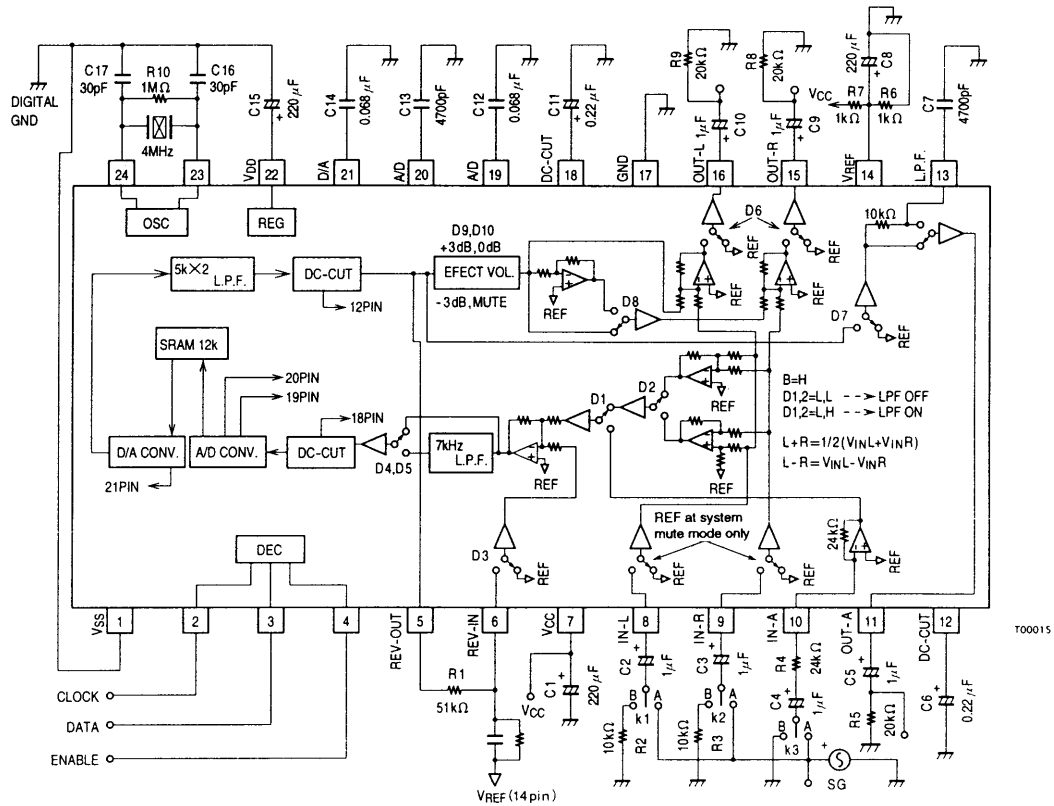 C17
30pF
R10
1MΩ
C16
30pF
4MHz
DIGITAL
GND
C15
220μF
C14
0.068μF
C13
4700pF
C12
0.068μF
C11
0.22μF
R9
20kΩ
C10
1μF
R8
20kΩ
C9
1μF
220μF
C8
VCC
R7
1kΩ
R6
1kΩ
C7
4700pF
24
23
VDD
22
D/A
21
A/D
20
A/D
19
DC-CUT
18
GND
17
OUT-L
16
OUT-R
15
VREF
14
L.P.F.
13
OSC
REG
5k×2
L.P.F.
DC-CUT
12PIN
D9,D10
+3dB,0dB
EFECT VOL.
-3dB,MUTE
REF
D8
D6
REF
REF
REF
REF
10kΩ
D7
REF
SRAM 12k
20PIN
19PIN
18PIN
D/A CONV.
A/D CONV.
DC-CUT
21PIN
D4,D5
7kHz
L.P.F.
REF
D1
D2
REF
REF
B=H
D1,2=L,L --→ LPF OFF
D1,2=L,H --→ LPF ON
L+R=1/2(VINL+VINR)
L-R=VINL-VINR
DEC
D3
REF
REF at system
mute mode only
REF
REF
24kΩ
REF
VSS
1
2
3
4
REV-OUT
5
REV-IN
6
VCC
7
IN-L
8
IN-R
9
IN-A
10
OUT-A
11
DC-CUT
12
T00015
CLOCK
DATA
ENABLE
R1
51kΩ
VREF (14pin)
VCC
C1
220μF
C2
1μF
B
A
k1
10kΩ
R2
C3
1μF
B
A
k2
10kΩ
R3
R4
24kΩ
C4
1μF
B
A
k3
C5
1μF
R5
20kΩ
SG
C6
0.22μF